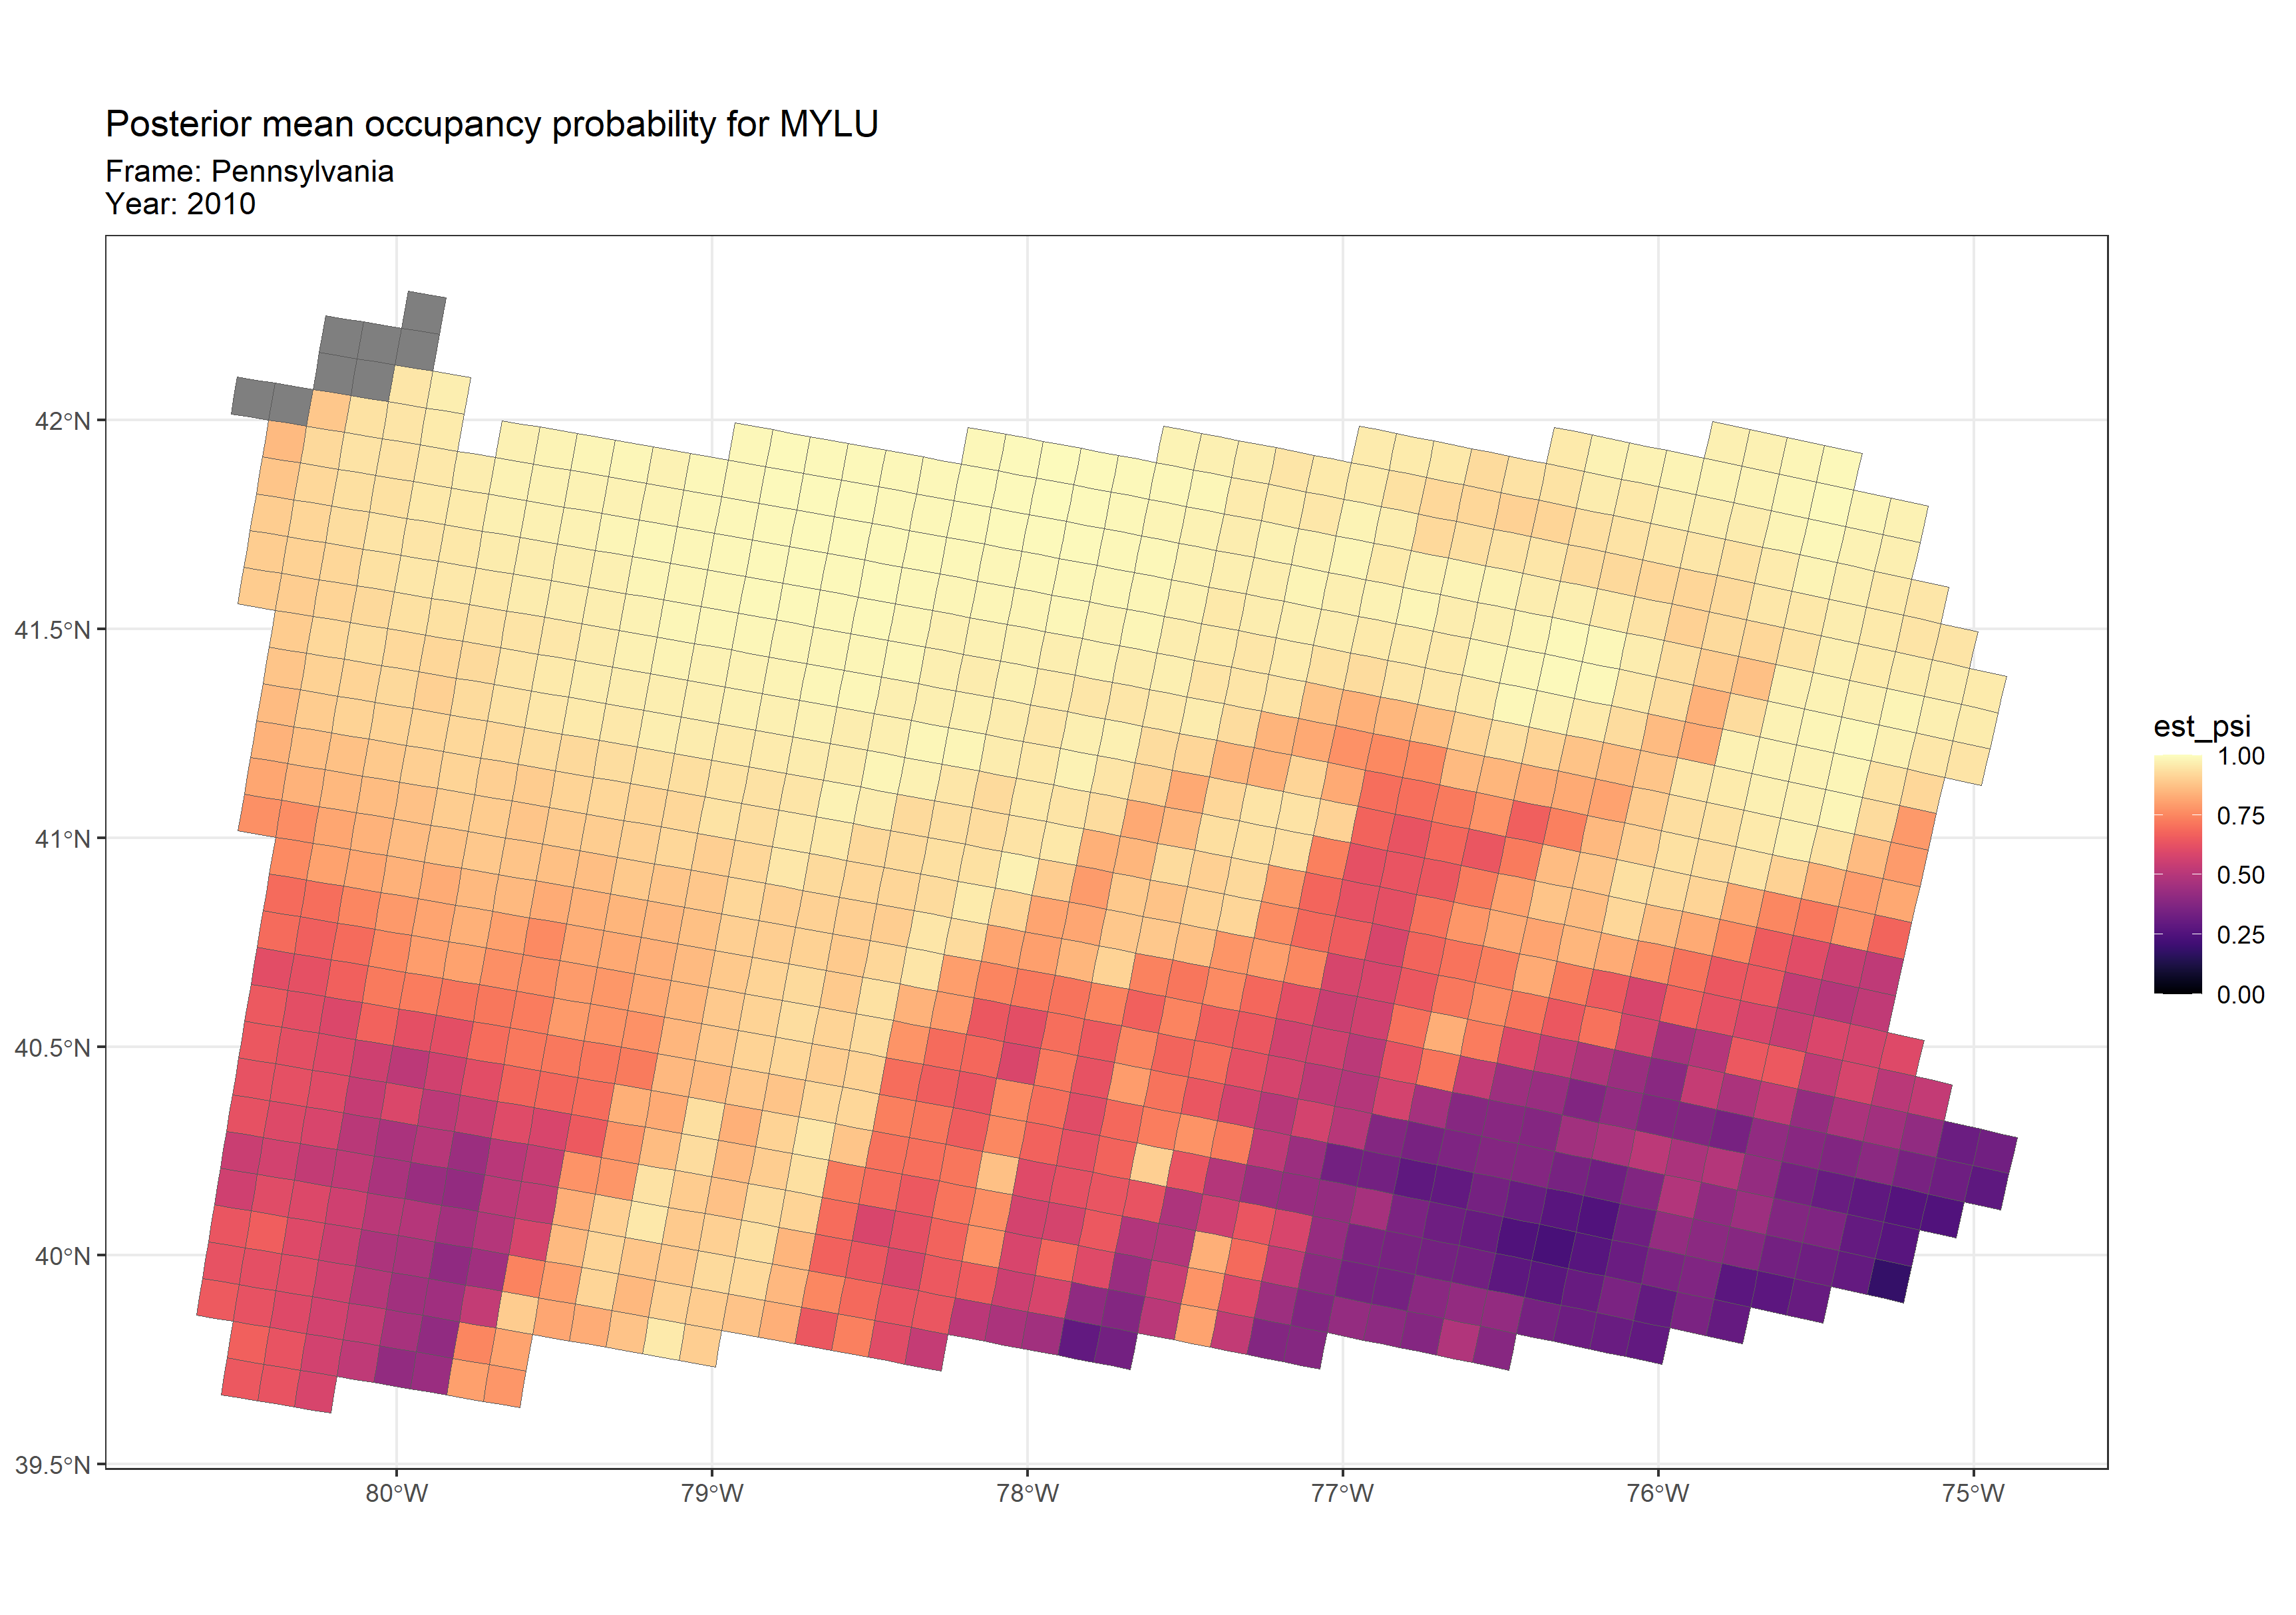 Posterior mean occupancy probability for MYLU
Frame: Pennsylvania
Year: 2010
42°N
41.5°N
41°N
40.5°N
40°N
39.5°N
80°W
79°W
78°W
77°W
76°W
75°W
est_psi
1.00
0.75
0.50
0.25
0.00